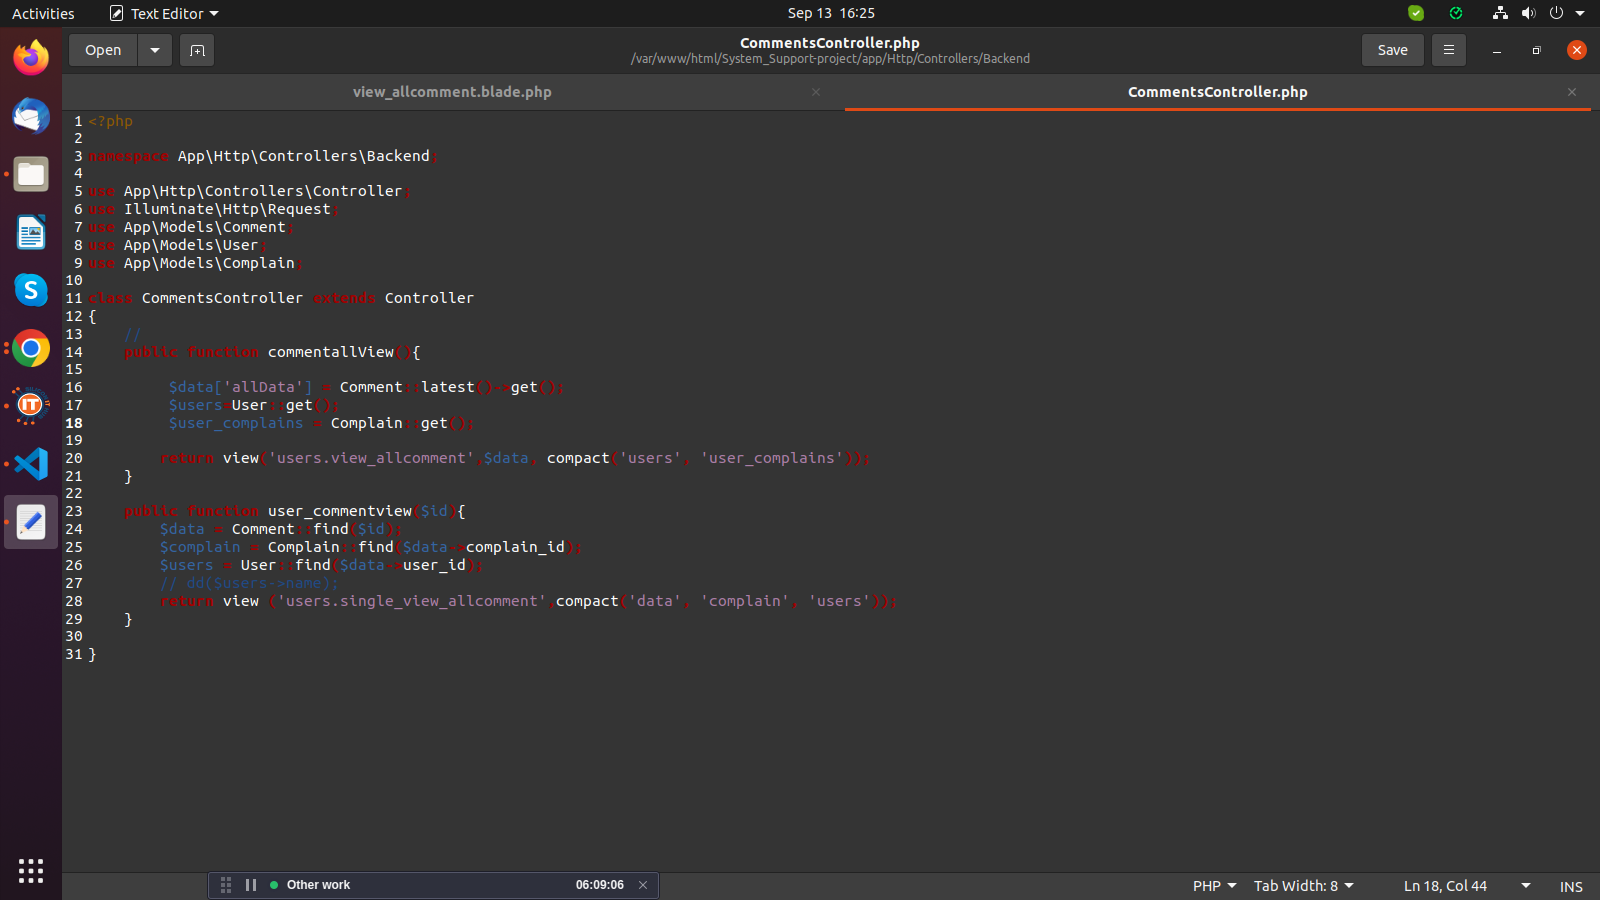 Activities Text Editor Sep 13 16:25
Open CommentsController.php Save
/var/www/html/System_Support-project/app/Http/Controllers/Backend
view_allcomment.blade.php CommentsController.php
1 <?php
2
3 namespace App\Http\Controllers\Backend;
4
5 use App\Http\Controllers\Controller;
6 use Illuminate\Http\Request;
7 use App\Models\Comment;
8 use App\Models\User;
9 use App\Models\Complain;
10
11 class CommentsController extends Controller
12 {
13     //
14     public function commentallView(){
15
16          $data['allData'] = Comment::latest()->get();
17          $users=User::get();
18          $user_complains = Complain::get();
19
20         return view('users.view_allcomment',$data, compact('users', 'user_complains'));
21     }
22
23     public function user_commentview($id){
24         $data = Comment::find($id);
25         $complain = Complain::find($data->complain_id);
26         $users = User::find($data->user_id);
27         // dd($users->name);
28         return view ('users.single_view_allcomment',compact('data', 'complain', 'users'));
29     }
30
31 }
Other work 06:09:06 PHP Tab Width: 8 Ln 18, Col 44 INS